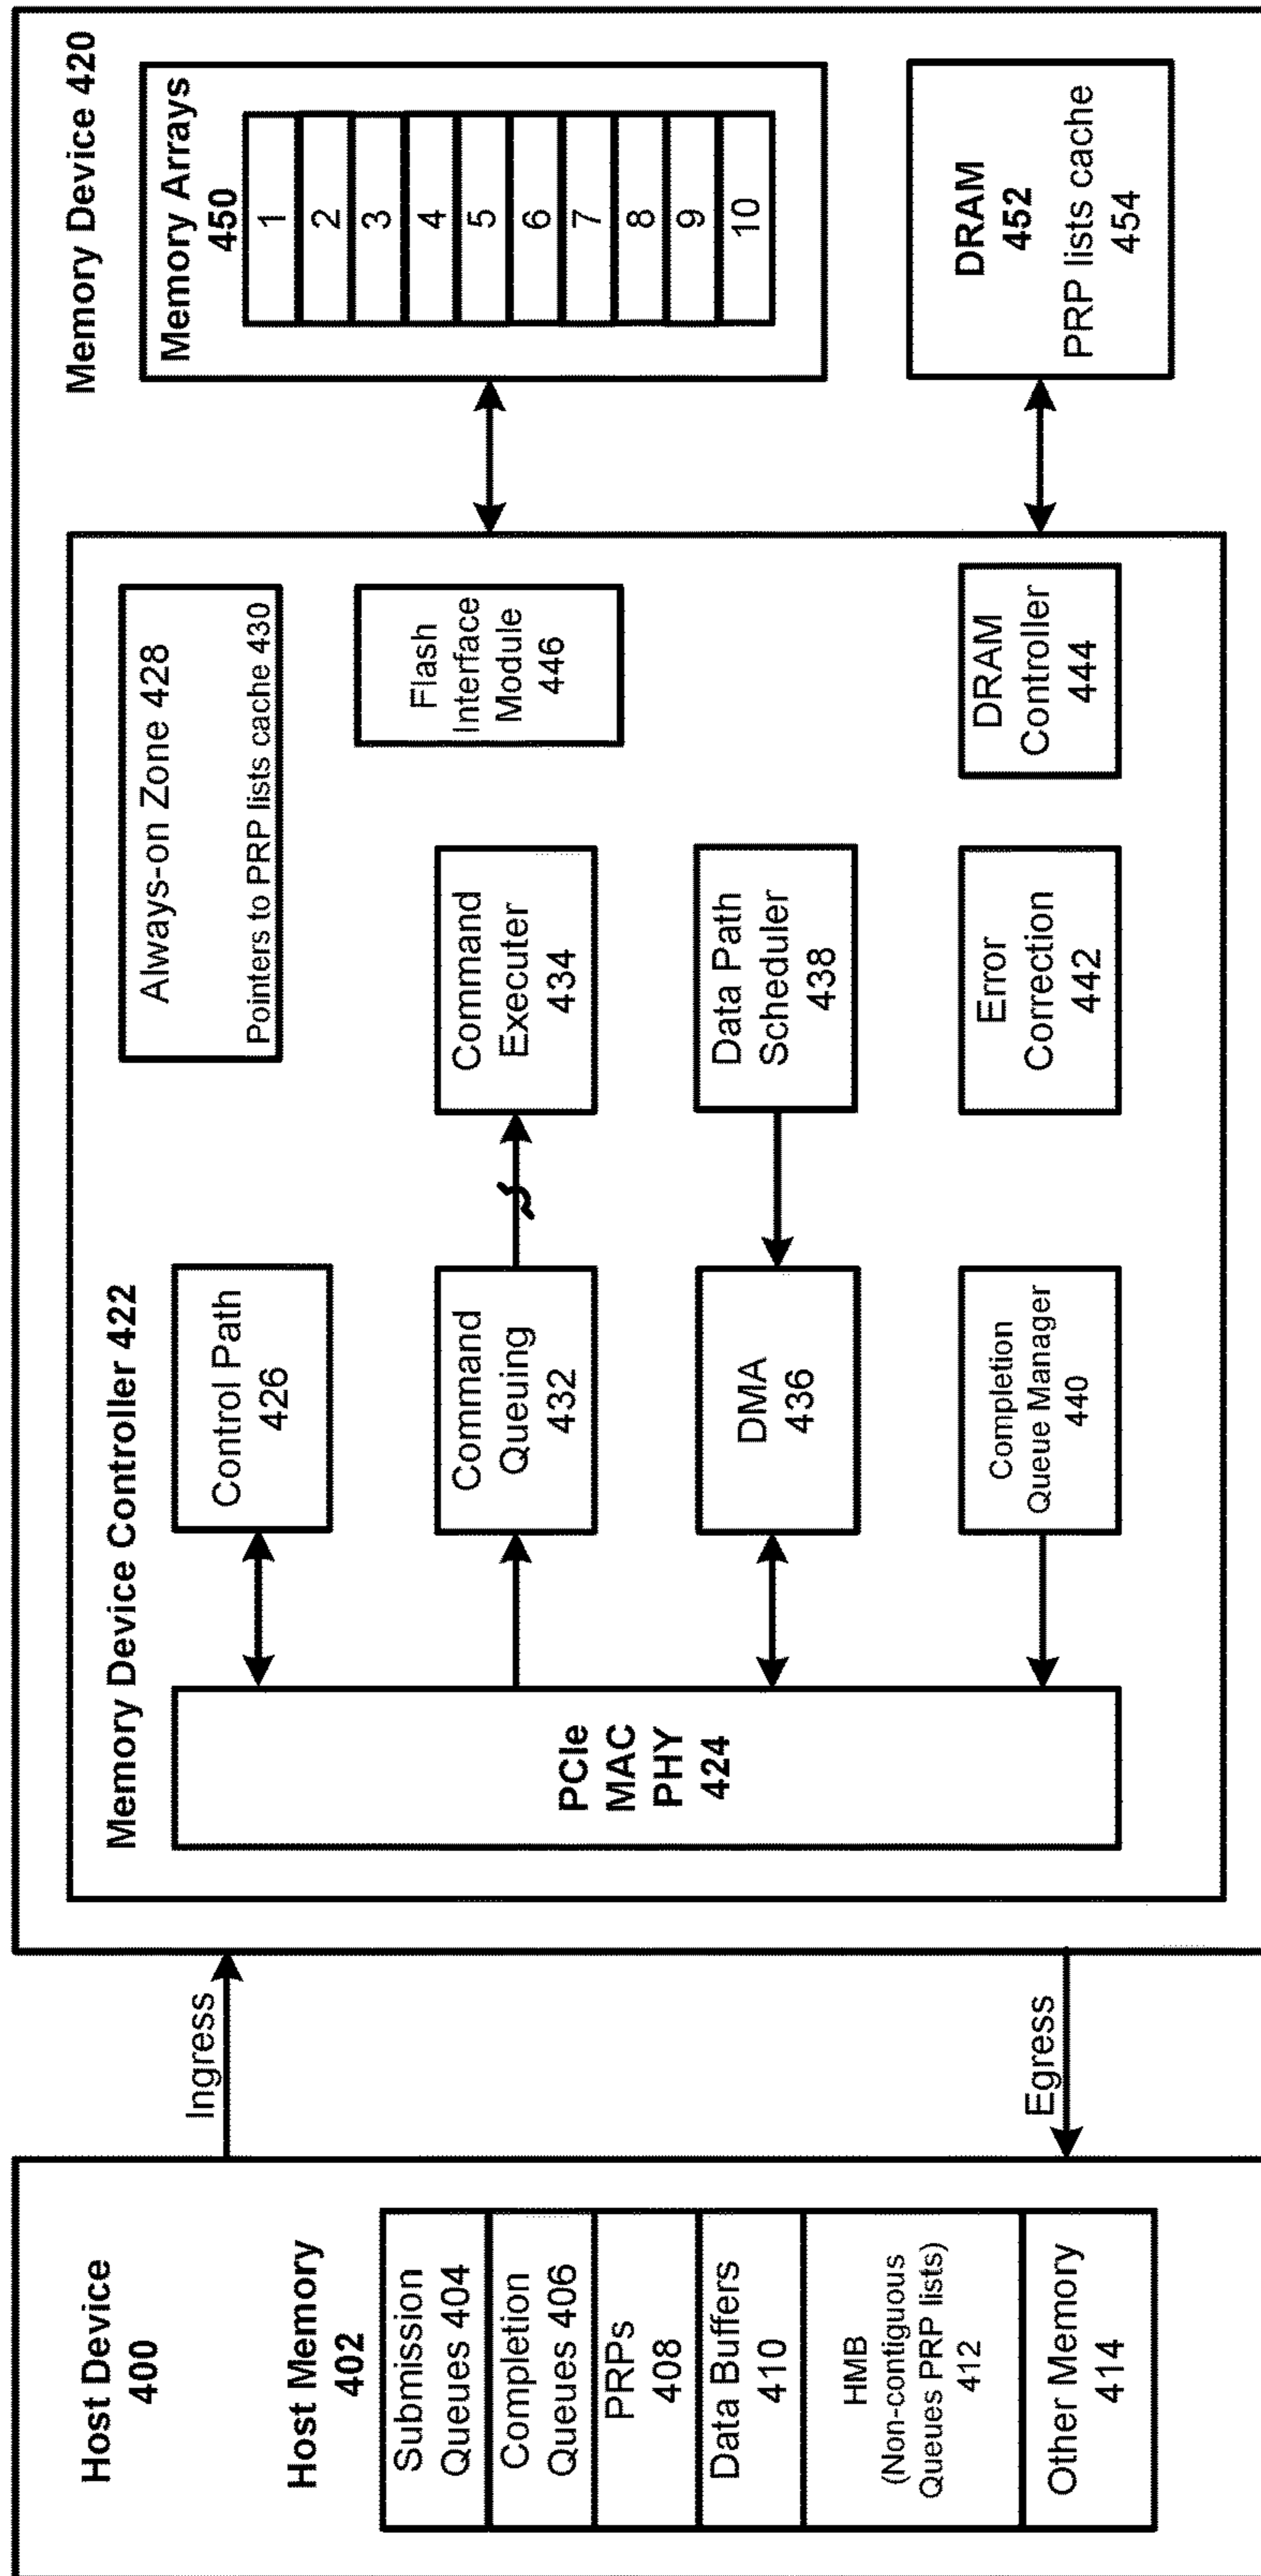 Host Device
400
Host Memory
402
Submission
Queues 404
Completion
Queues 406
PRPs
408
Data Buffers
410
HMB
(Non-contiguous
Queues PRP lists)
412
Other Memory
414
Ingress
Egress
Memory Device 420
Memory Device Controller 422
PCIe
MAC
PHY
424
Control Path
426
Always-on Zone 428
Pointers to PRP lists cache 430
Command
Queuing
432
Command
Executer
434
Flash
Interface
Module
446
DMA
436
Data Path
Scheduler
438
Completion
Queue Manager
440
Error
Correction
442
DRAM
Controller
444
Memory Arrays
450
1
2
3
4
5
6
7
8
9
10
DRAM
452
PRP lists cache
454